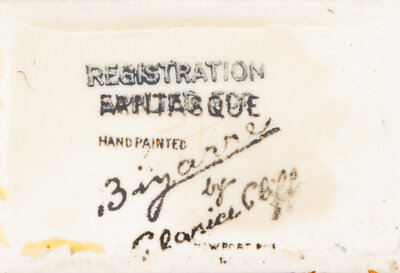 REGISTRATION
FANTASQUE
HAND PAINTED
Bizarre
by
Clarice Cliff
NEWPORT